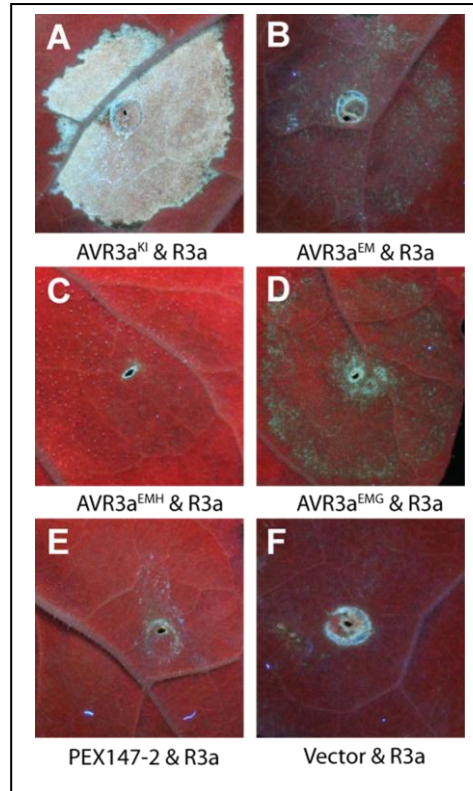 A
B
AVR3aᴷᴵ & R3a
AVR3aᴱᴹ & R3a
C
D
AVR3aᴱᴹᴴ & R3a
AVR3aᴱᴹᴳ & R3a
E
F
PEX147-2 & R3a
Vector & R3a